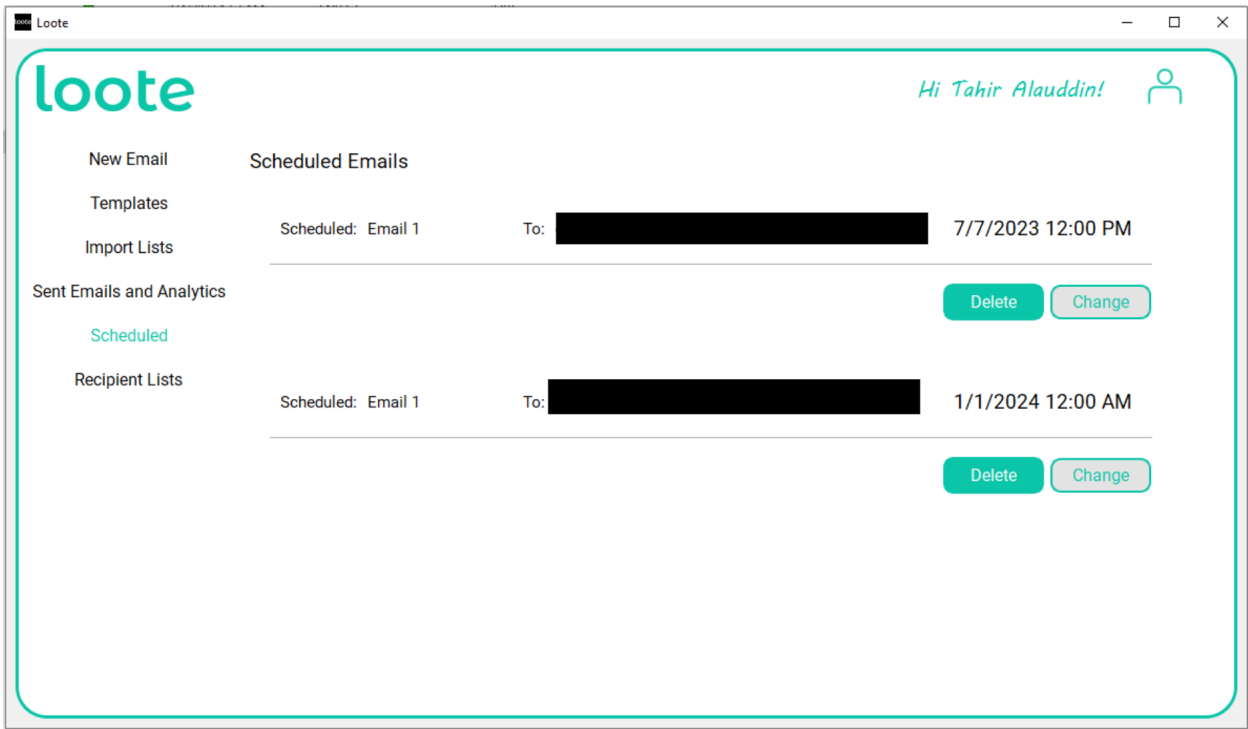 loote Loote
loote
Hi Tahir Alauddin!
New Email
Templates
Import Lists
Sent Emails and Analytics
Scheduled
Recipient Lists
Scheduled Emails
Scheduled: Email 1 To: 7/7/2023 12:00 PM
Delete Change
Scheduled: Email 1 To: 1/1/2024 12:00 AM
Delete Change